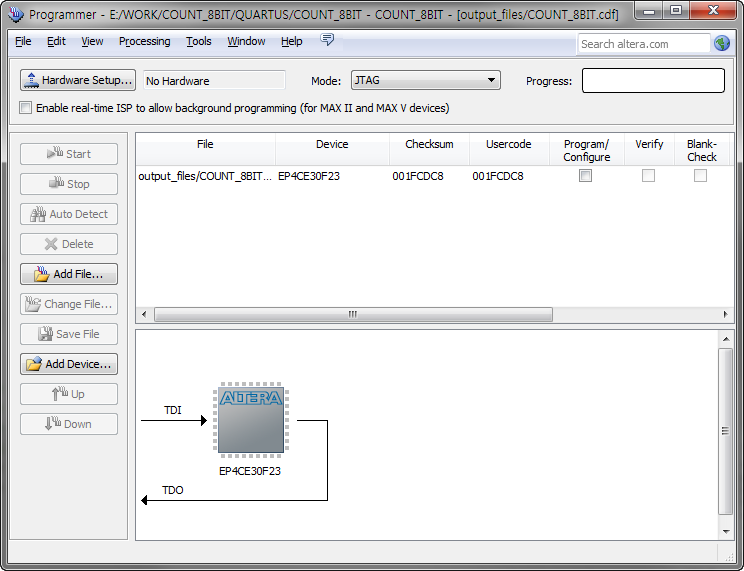 Programmer - E:/WORK/COUNT_8BIT/QUARTUS/COUNT_8BIT - COUNT_8BIT - [output_files/COUNT_8BIT.cdf]
File Edit View Processing Tools Window Help
Search altera.com
Hardware Setup... No Hardware Mode: JTAG Progress:
Enable real-time ISP to allow background programming (for MAX II and MAX V devices)
Start
Stop
Auto Detect
Delete
Add File...
Change File...
Save File
Add Device...
Up
Down
File Device Checksum Usercode Program/ Verify Blank-
Configure Check
output_files/COUNT_8BIT... EP4CE30F23 001FCDC8 001FCDC8
ALTERA
TDI
EP4CE30F23
TDO